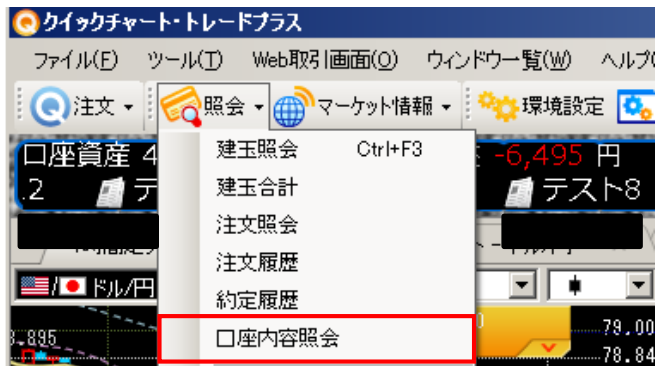 クイックチャート・トレードプラス
ファイル(F) ツール(T) Web取引画面(O) ウィンドウ一覧(W) ヘルプ(
注文 照会 マーケット情報 環境設定
口座資産 4 -6,495 円
.2 テ テスト8
建玉照会 Ctrl+F3
建玉合計
注文照会
注文履歴
ドル/円
約定履歴
口座内容照会
79.00
78.84